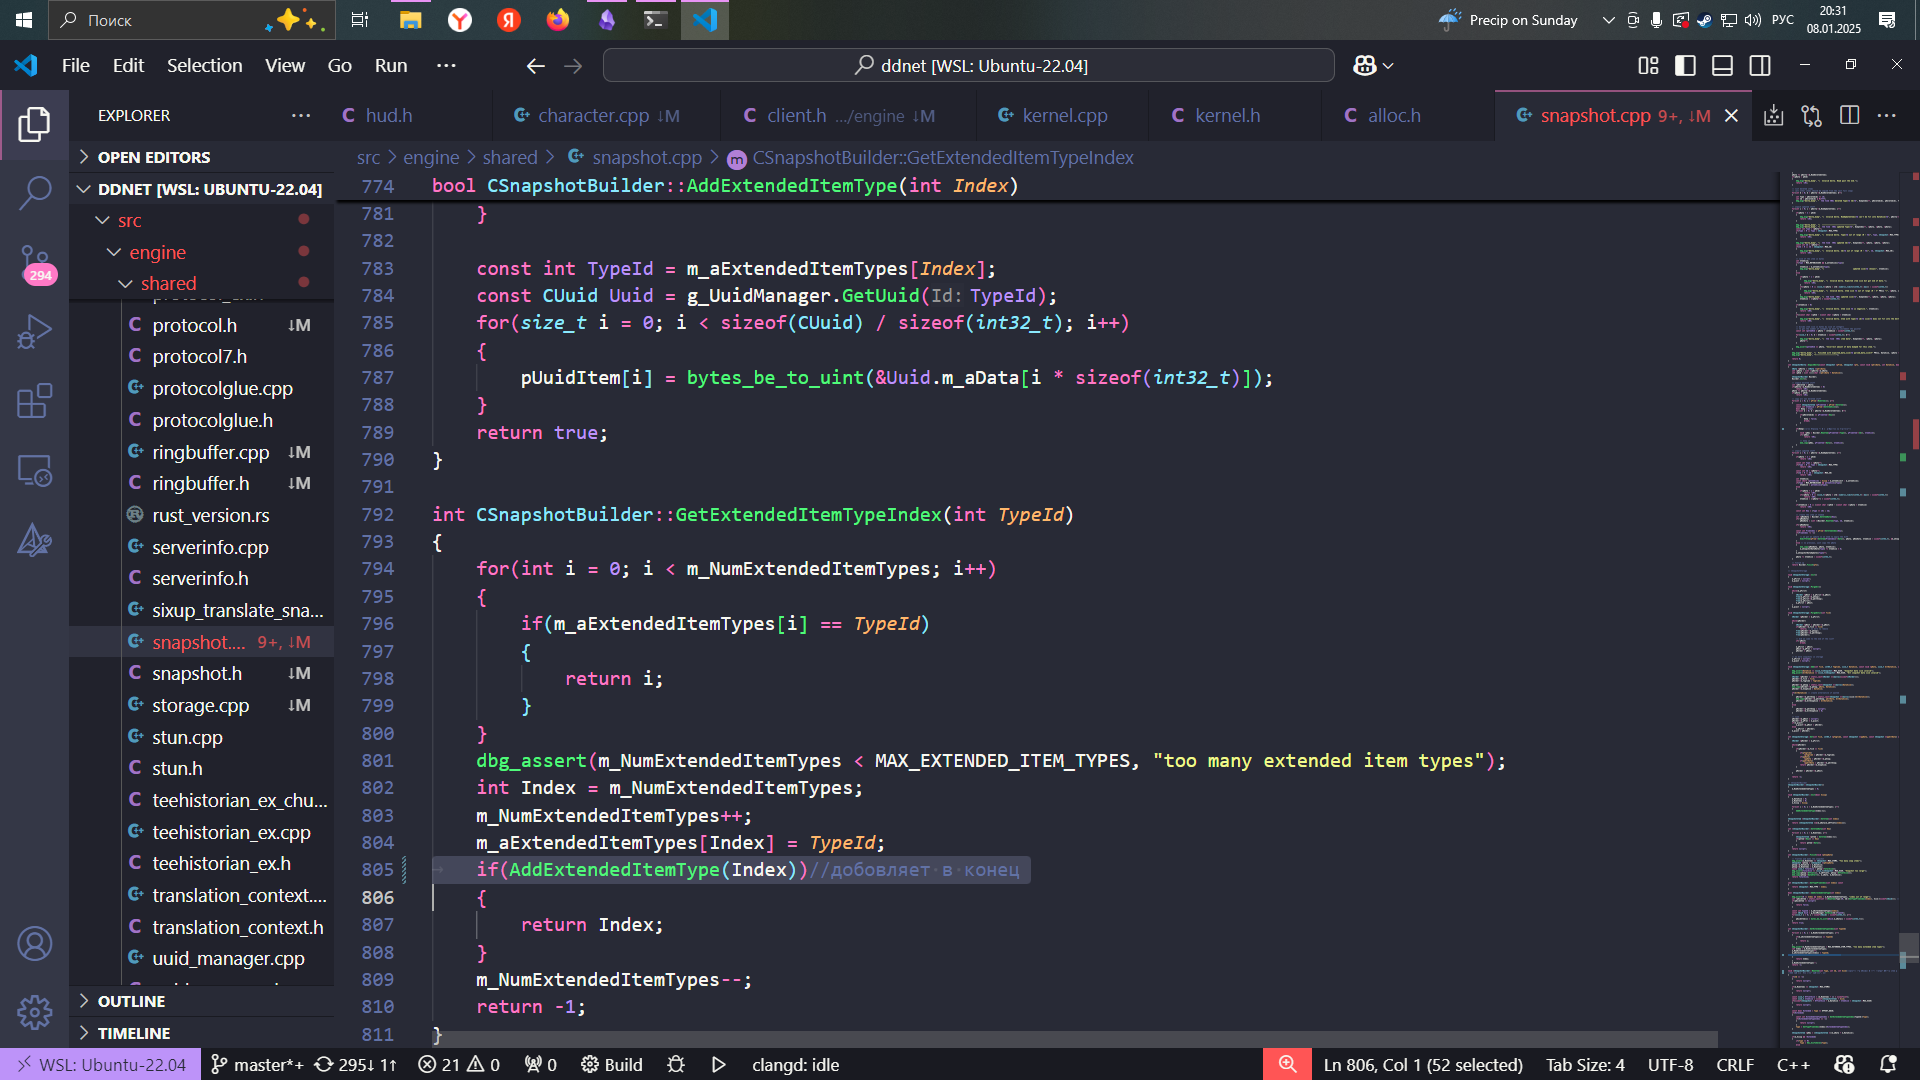 Поиск
Precip on Sunday
РУС
20:31
08.01.2025
File Edit Selection View Go Run ···
ddnet [WSL: Ubuntu-22.04]
EXPLORER ···
hud.h
character.cpp ↓M
client.h .../engine ↓M
kernel.cpp
kernel.h
alloc.h
snapshot.cpp 9+, ↓M
OPEN EDITORS
DDNET [WSL: UBUNTU-22.04]
src
engine
shared
protocol.h ↓M
protocol7.h
protocolglue.cpp
protocolglue.h
ringbuffer.cpp ↓M
ringbuffer.h ↓M
rust_version.rs
serverinfo.cpp
serverinfo.h
sixup_translate_sna...
snapshot.... 9+, ↓M
snapshot.h ↓M
storage.cpp ↓M
stun.cpp
stun.h
teehistorian_ex_chu...
teehistorian_ex.cpp
teehistorian_ex.h
translation_context....
translation_context.h
uuid_manager.cpp
OUTLINE
TIMELINE
294
src > engine > shared > snapshot.cpp > CSnapshotBuilder::GetExtendedItemTypeIndex
774 bool CSnapshotBuilder::AddExtendedItemType(int Index)
781 }
782
783 const int TypeId = m_aExtendedItemTypes[Index];
784 const CUuid Uuid = g_UuidManager.GetUuid(Id: TypeId);
785 for(size_t i = 0; i < sizeof(CUuid) / sizeof(int32_t); i++)
786 {
787 pUuidItem[i] = bytes_be_to_uint(&Uuid.m_aData[i * sizeof(int32_t)]);
788 }
789 return true;
790 }
791
792 int CSnapshotBuilder::GetExtendedItemTypeIndex(int TypeId)
793 {
794 for(int i = 0; i < m_NumExtendedItemTypes; i++)
795 {
796 if(m_aExtendedItemTypes[i] == TypeId)
797 {
798 return i;
799 }
800 }
801 dbg_assert(m_NumExtendedItemTypes < MAX_EXTENDED_ITEM_TYPES, "too many extended item types");
802 int Index = m_NumExtendedItemTypes;
803 m_NumExtendedItemTypes++;
804 m_aExtendedItemTypes[Index] = TypeId;
805 if(AddExtendedItemType(Index))//добовляет в конец
806 {
807 return Index;
808 }
809 m_NumExtendedItemTypes--;
810 return -1;
811 }
WSL: Ubuntu-22.04 master*+ 295↓ 1↑ 21 0 0 Build clangd: idle Ln 806, Col 1 (52 selected) Tab Size: 4 UTF-8 CRLF C++